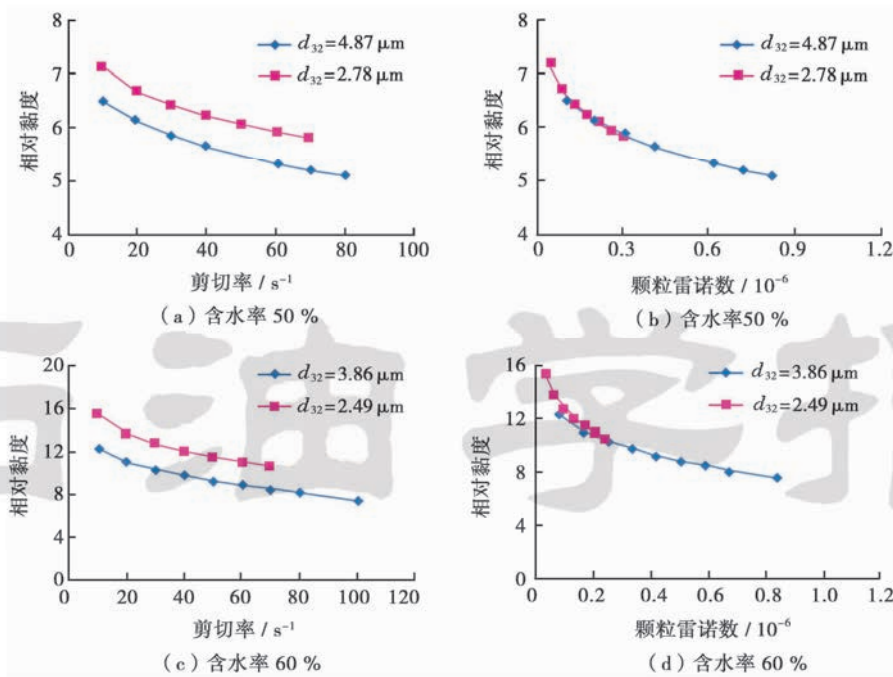 8
7
6
5
4
相对黏度
d32=4.87 μm
d32=2.78 μm
0 20 40 60 80 100
剪切率 / s⁻¹
(a)含水率 50 %
8
7
6
5
4
相对黏度
d32=4.87 μm
d32=2.78 μm
0 0.3 0.6 0.9 1.2
颗粒雷诺数 / 10⁻⁶
(b)含水率50 %
20
16
12
8
4
0
相对黏度
d32=3.86 μm
d32=2.49 μm
0 20 40 60 80 100 120
剪切率 / s⁻¹
(c)含水率 60 %
16
12
8
4
0
相对黏度
d32=3.86 μm
d32=2.49 μm
0 0.2 0.4 0.6 0.8 1.0 1.2
颗粒雷诺数 / 10⁻⁶
(d)含水率 60 %
油学